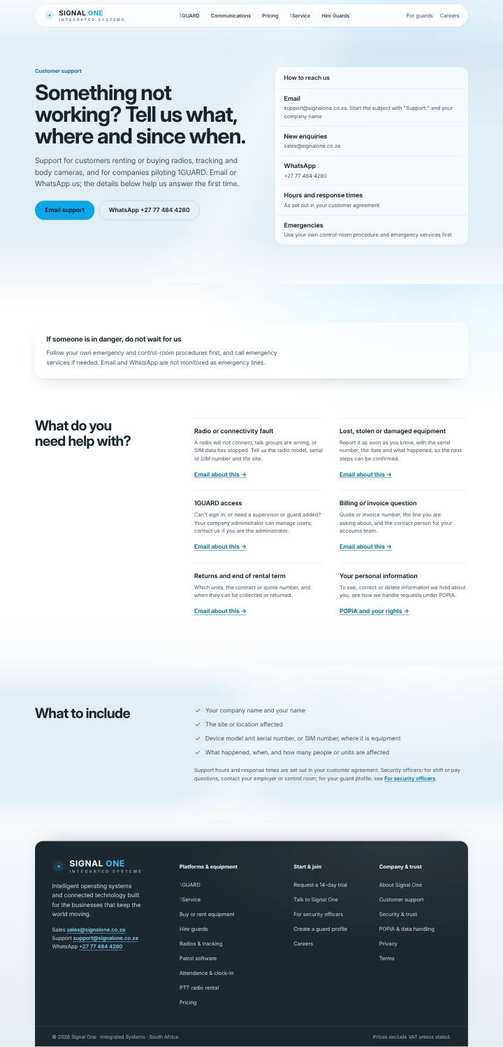 SIGNAL ONE
INTEGRATED SYSTEMS
1GUARD Communications Pricing 1Service Hire Guards For guards Careers
Customer support
Something not
working? Tell us what,
where and since when.
Support for customers renting or buying radios, tracking and
body cameras, and for companies piloting 1GUARD. Email or
WhatsApp us; the details below help us answer the first time.
Email support
WhatsApp +27 77 484 4280
How to reach us
Email
support@signalone.co.za. Start the subject with "Support:" and your
company name
New enquiries
sales@signalone.co.za
WhatsApp
+27 77 484 4280
Hours and response times
As set out in your customer agreement
Emergencies
Use your own control-room procedure and emergency services first
If someone is in danger, do not wait for us
Follow your own emergency and control-room procedures first, and call emergency
services if needed. Email and WhatsApp are not monitored as emergency lines.
What do you
need help with?
Radio or connectivity fault
A radio will not connect, talk groups are wrong, or
SIM data has stopped. Tell us the radio model, serial
or SIM number and the site.
Email about this →
Lost, stolen or damaged equipment
Report it as soon as you know, with the serial
number, the date and what happened, so the next
steps can be confirmed.
Email about this →
1GUARD access
Can't sign in, or need a supervisor or guard added?
Your company administrator can manage users;
contact us if you are the administrator.
Email about this →
Billing or invoice question
Quote or invoice number, the line you are
asking about, and the contact person for your
accounts team.
Email about this →
Returns and end of rental term
Which units, the contract or quote number, and
when they can be collected or returned.
Email about this →
Your personal information
To see, correct or delete information we hold about
you, see how we handle requests under POPIA.
POPIA and your rights →
What to include
✓ Your company name and your name
✓ The site or location affected
✓ Device model and serial number, or SIM number, where it is equipment
✓ What happened, when, and how many people or units are affected
Support hours and response times are set out in your customer agreement. Security officers: for shift or pay
questions, contact your employer or control room; for your guard profile, see For security officers.
SIGNAL ONE
INTEGRATED SYSTEMS
Intelligent operating systems
and connected technology built
for the businesses that keep the
world moving.
Sales sales@signalone.co.za
Support support@signalone.co.za
WhatsApp +27 77 484 4280
Platforms & equipment
1GUARD
1Service
Buy or rent equipment
Hire guards
Radios & tracking
Patrol software
Attendance & clock-in
PTT radio rental
Pricing
Start & join
Request a 14-day trial
Talk to Signal One
For security officers
Create a guard profile
Careers
Company & trust
About Signal One
Customer support
Security & trust
POPIA & data handling
Privacy
Terms
© 2026 Signal One · Integrated Systems · South Africa
Prices exclude VAT unless stated.